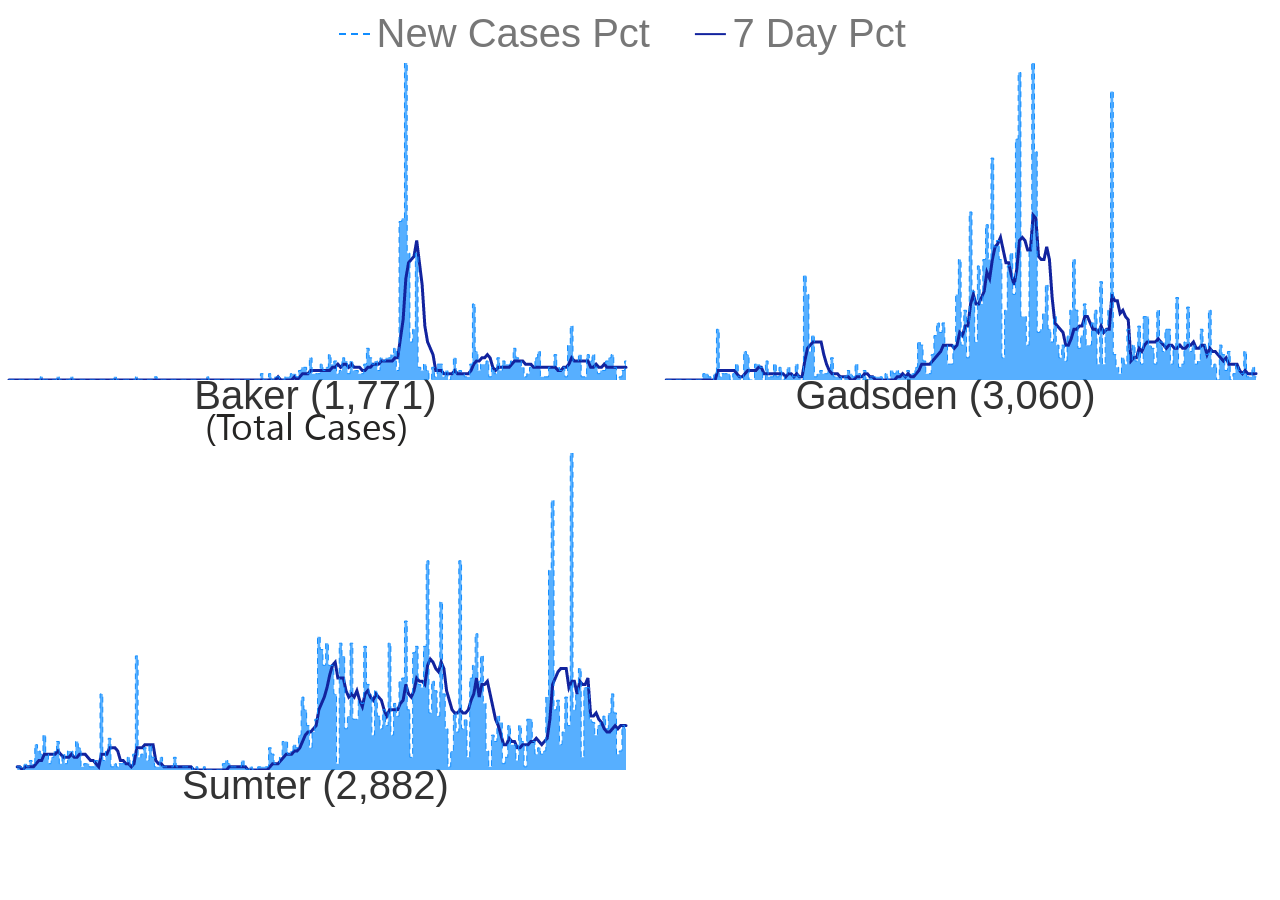 New Cases Pct 7 Day Pct
Baker (1,771) Gadsden (3,060)
(Total Cases)
Sumter (2,882)